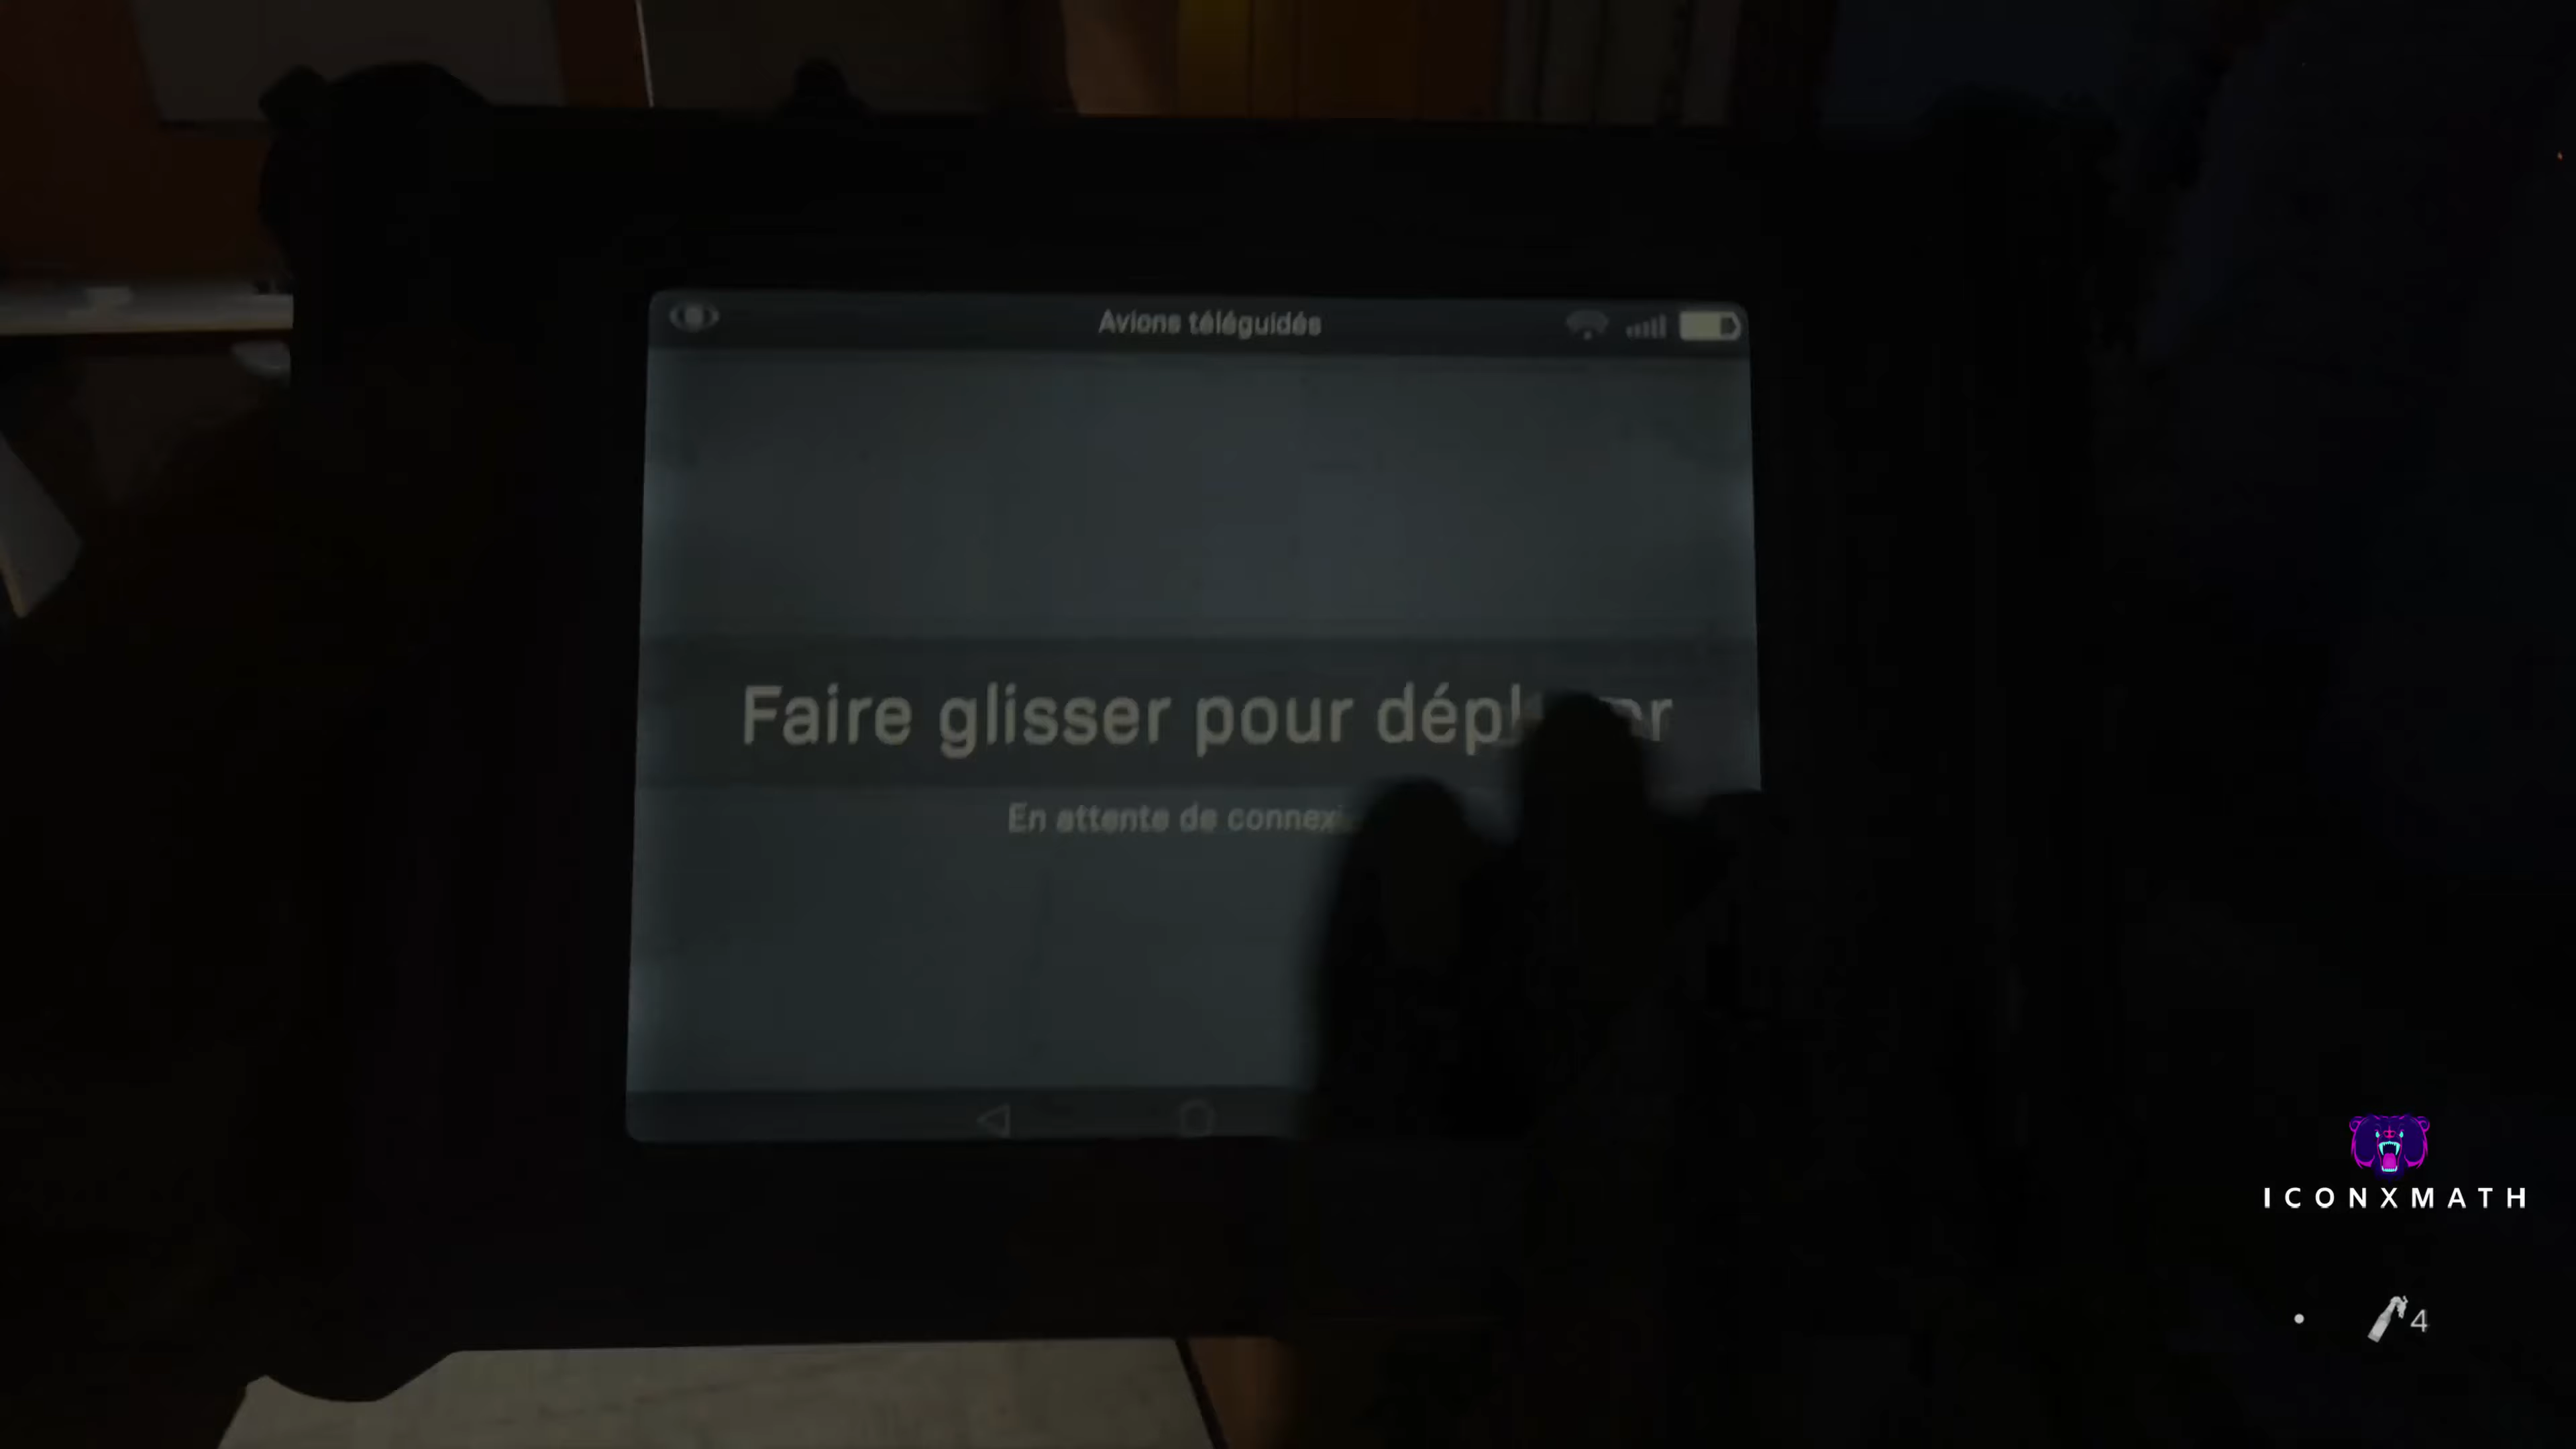 Avions téléguidés
Faire glisser pour
En attente de
ICONXMATH
4